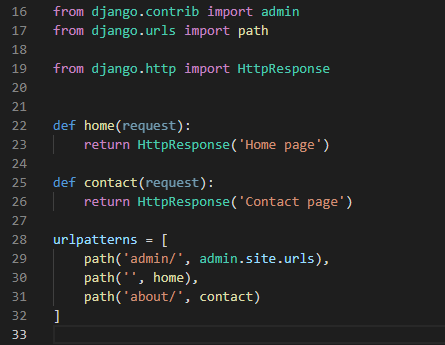 16 from django.contrib import admin
17 from django.urls import path
18
19 from django.http import HttpResponse
20
21
22 def home(request):
23     return HttpResponse('Home page')
24
25 def contact(request):
26     return HttpResponse('Contact page')
27
28 urlpatterns = [
29     path('admin/', admin.site.urls),
30     path('', home),
31     path('about/', contact)
32 ]
33